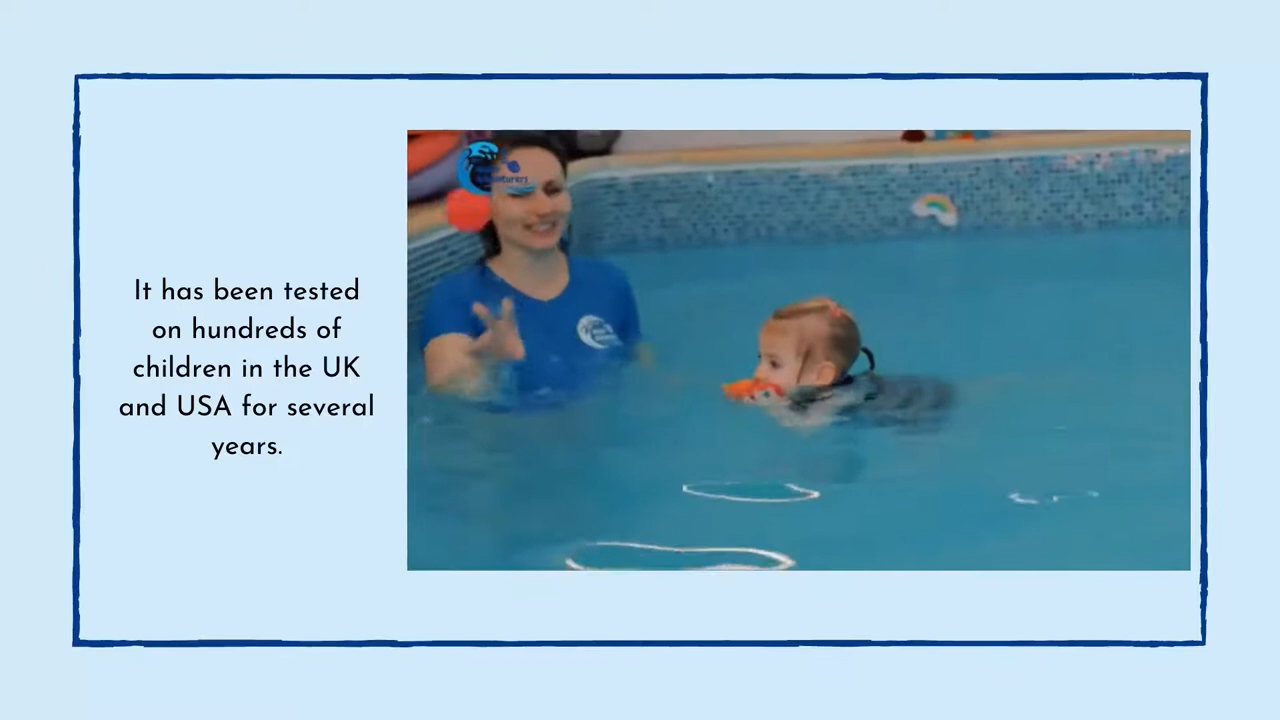 It has been tested
on hundreds of
children in the UK
and USA for several
years.